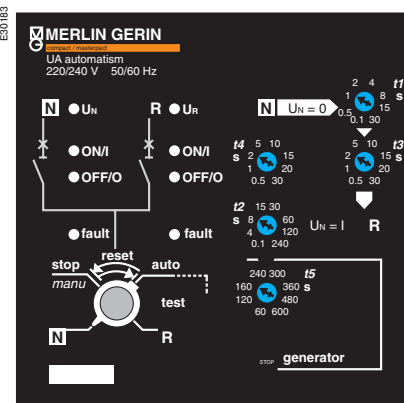 E30183
MERLIN GERIN
compact / masterpact
UA automatism
220/240 V 50/60 Hz
N UN R UR
ON/I ON/I
OFF/O OFF/O
fault fault
N UN = 0
t1 s
0.1 0.5 1 2 4 8 15 30
t4 s
0.5 1 2 5 10 15 20 30
t3 s
0.5 1 2 5 10 15 20 30
t2 s
0.1 4 8 15 30 60 120 240
UN = I R
t5 s
60 120 160 240 300 360 480 600
reset
stop auto
manu
test
N R
STOP generator